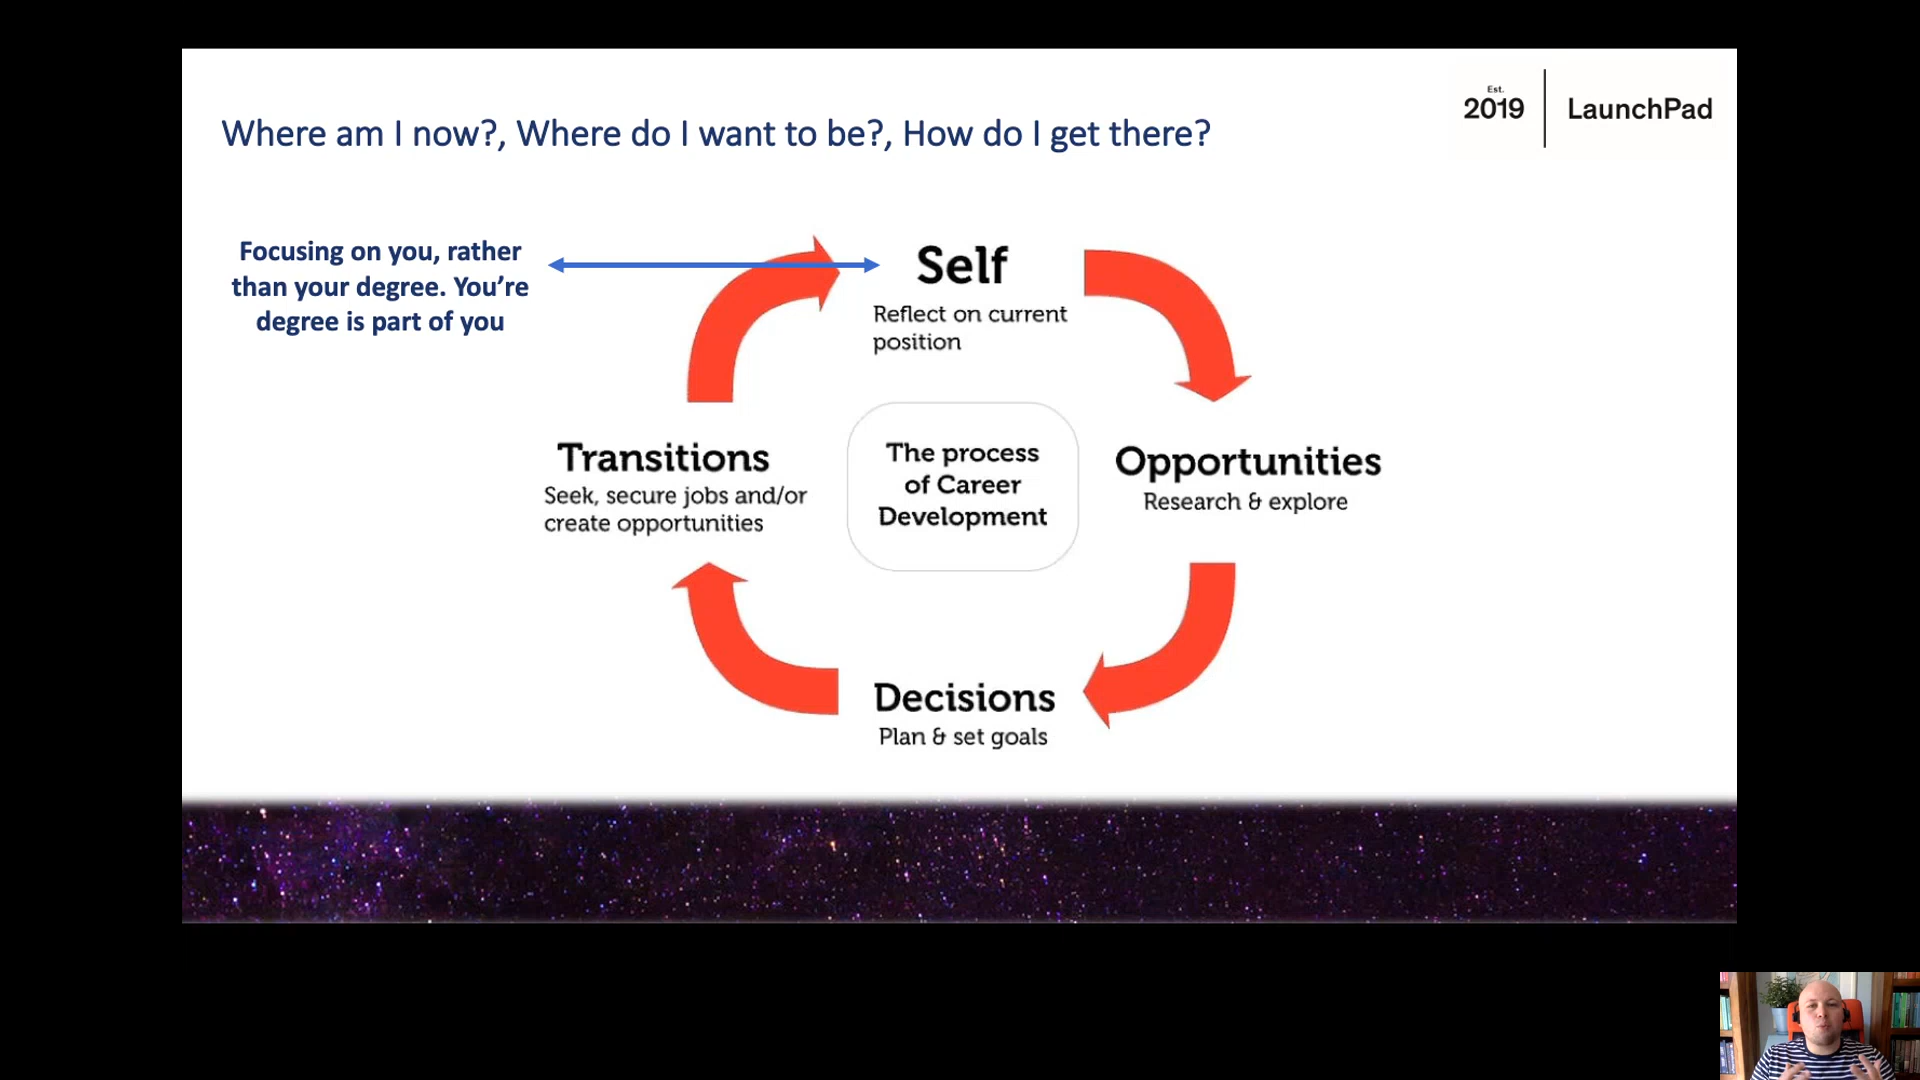 Est.
2019
LaunchPad
Where am I now?, Where do I want to be?, How do I get there?
Focusing on you, rather
than your degree. You’re
degree is part of you
Self
Reflect on current
position
Transitions
Seek, secure jobs and/or
create opportunities
The process
of Career
Development
Opportunities
Research & explore
Decisions
Plan & set goals